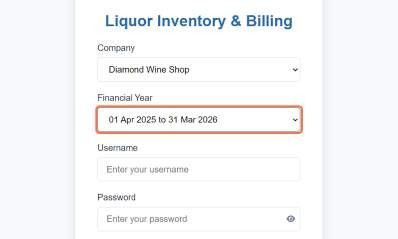 Liquor Inventory & Billing
Company
Diamond Wine Shop
Financial Year
01 Apr 2025 to 31 Mar 2026
Username
Enter your username
Password
Enter your password